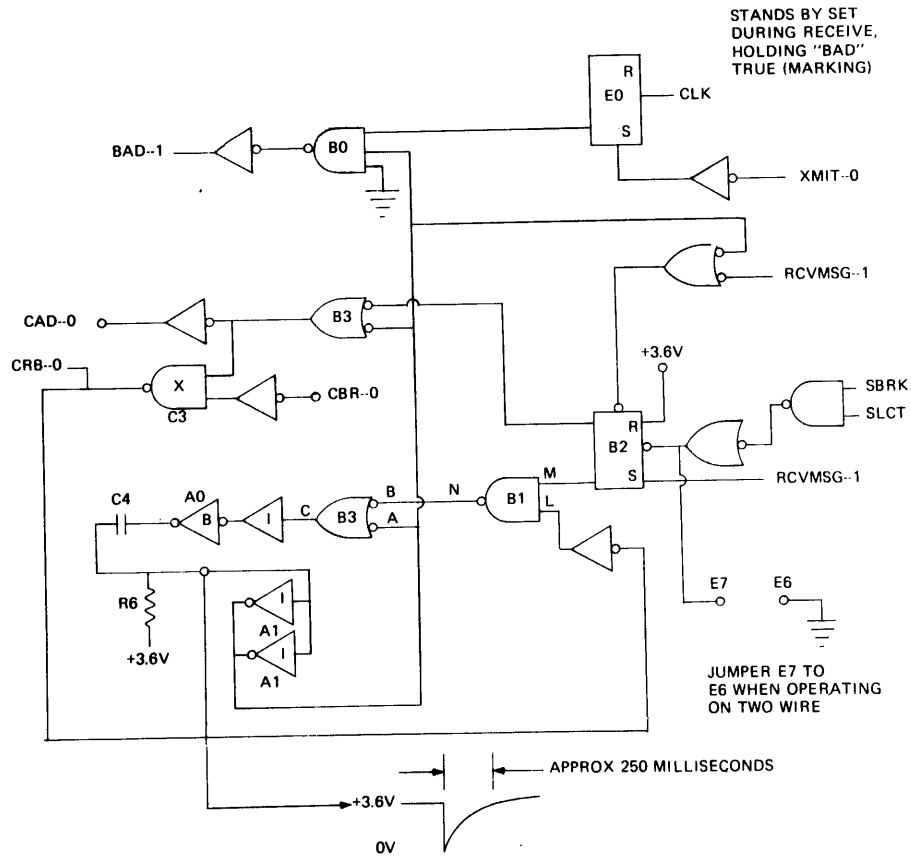 STANDS BY SET
DURING RECEIVE,
HOLDING "BAD"
TRUE (MARKING)
R
E0
CLK
S
BAD--1
B0
XMIT--0
RCVMSG--1
CAD--0
B3
+3.6V
CRB--0
X
C3
CBR--0
SBRK
SLCT
R
B2
S
RCVMSG--1
M
B1
L
N
B
A
B3
C
I
A0
B
C4
R6
+3.6V
I
A1
I
A1
E7
E6
JUMPER E7 TO
E6 WHEN OPERATING
ON TWO WIRE
APPROX 250 MILLISECONDS
+3.6V
0V